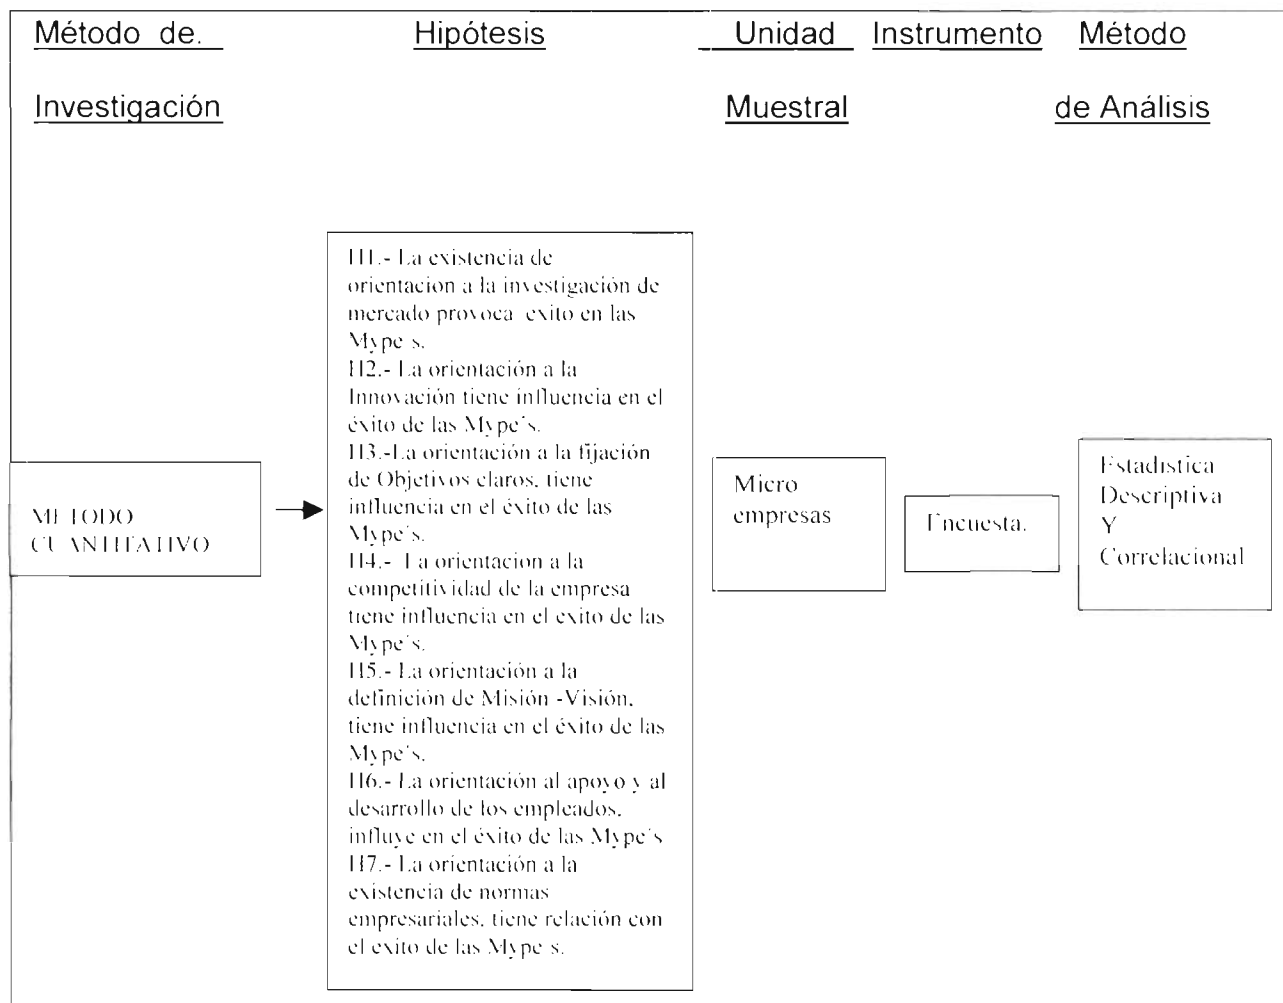 Método de. Hipótesis Unidad Instrumento Método
Investigación Muestral de Análisis
METODO
CUANTITATIVO
H1.- La existencia de
orientacion a la investigación de
mercado provoca exito en las
Mype´s.
H2.- La orientación a la
Innovación tiene influencia en el
éxito de las Mype´s.
H3.-La orientación a la fijación
de Objetivos claros, tiene
influencia en el éxito de las
Mype´s.
H4.- La orientación a la
competitividad de la empresa
tiene influencia en el exito de las
Mype´s.
H5.- La orientación a la
definición de Misión -Visión,
tiene influencia en el éxito de las
Mype´s.
H6.- La orientación al apoyo y al
desarrollo de los empleados,
influye en el éxito de las Mype´s
H7.- La orientación a la
existencia de normas
empresariales, tiene relación con
el exito de las Mype´s.
Micro
empresas
Encuesta.
Estadistica
Descriptiva
Y
Correlacional